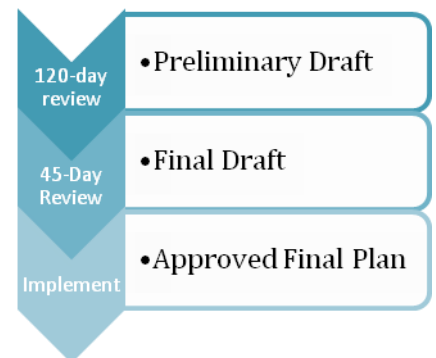 120-day
review
•Preliminary Draft
45-Day
Review
•Final Draft
Implement
•Approved Final Plan